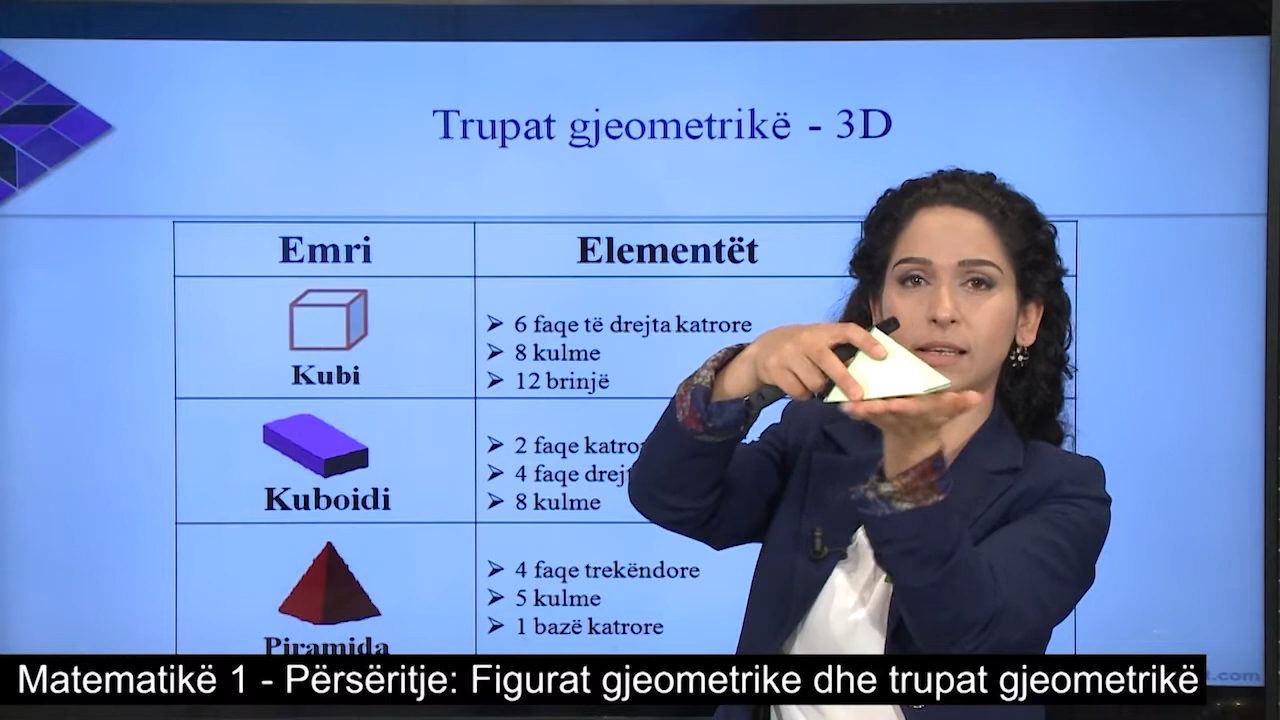 Trupat gjeometrikë - 3D
Emri
Elementët
6 faqe të drejta katrore
8 kulme
12 brinjë
Kubi
2 faqe
4 faqe
8 kulme
Kuboidi
4 faqe trekëndore
5 kulme
1 bazë katrore
Piramida
Matematikë 1 - Përsëritje: Figurat gjeometrike dhe trupat gjeometrikë